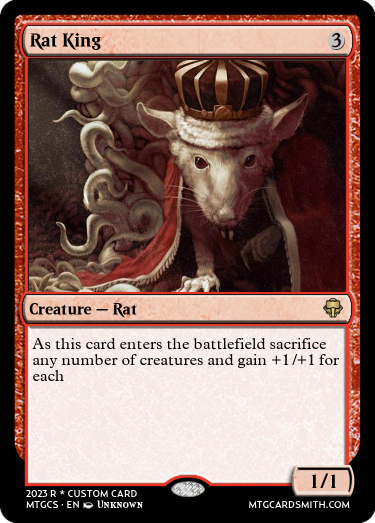 Rat King 3
Creature — Rat
As this card enters the battlefield sacrifice
any number of creatures and gain +1/+1 for
each
1/1
2023 R * CUSTOM CARD
MTGCS · EN Unknown
MTGCARDSMITH.COM